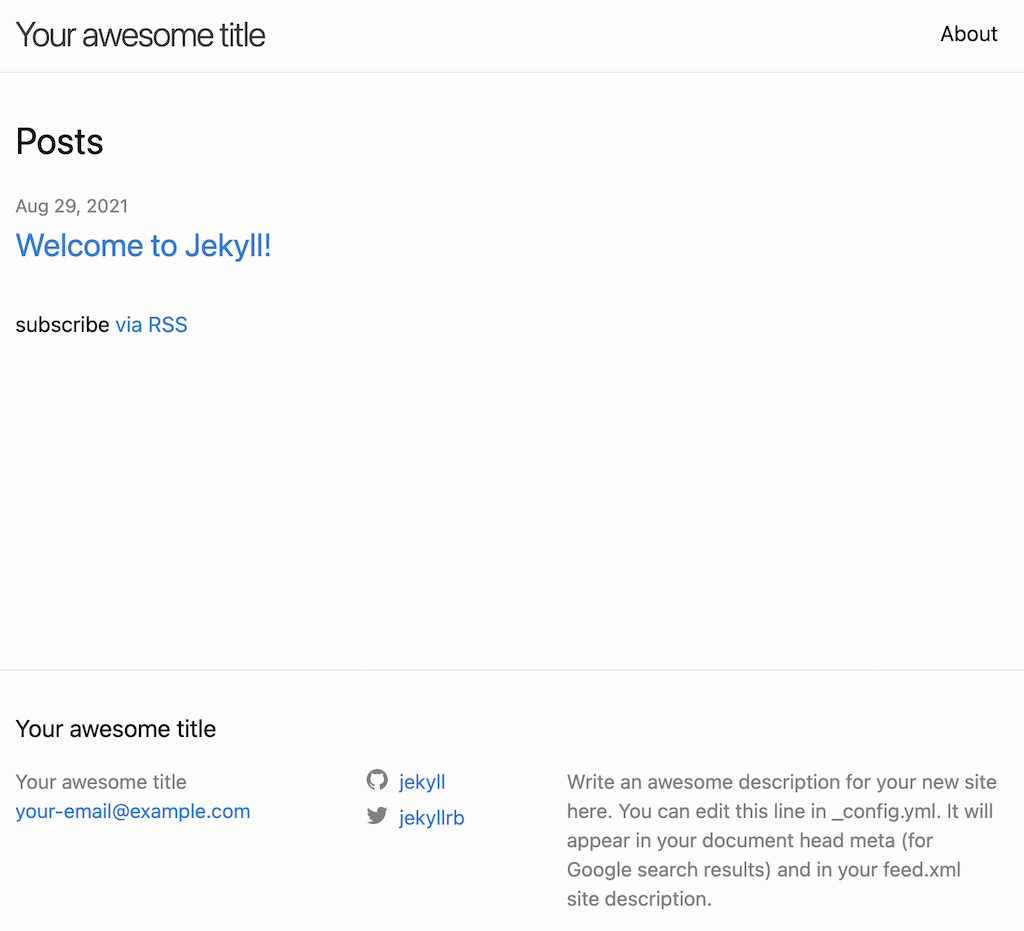 Your awesome title
About
Posts
Aug 29, 2021
Welcome to Jekyll!
subscribe via RSS
Your awesome title
Your awesome title
your-email@example.com
jekyll
jekyllrb
Write an awesome description for your new site
here. You can edit this line in _config.yml. It will
appear in your document head meta (for
Google search results) and in your feed.xml
site description.